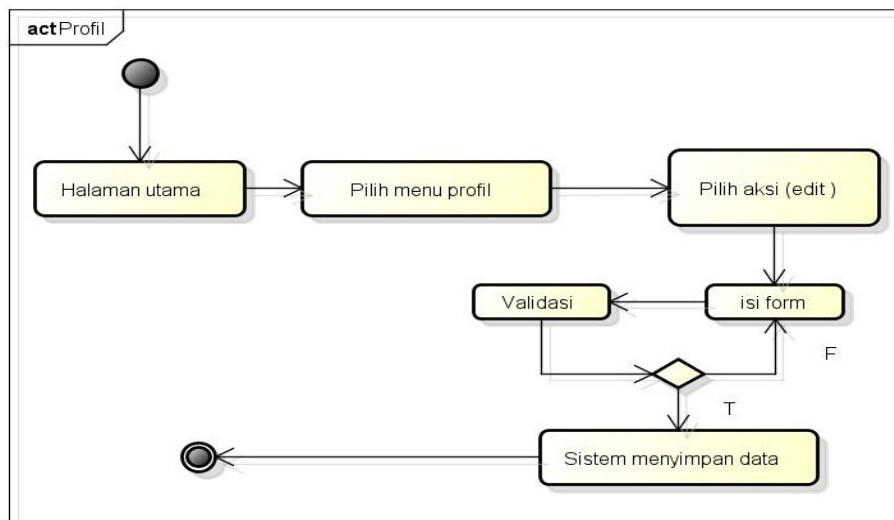 act Profil
Halaman utama
Pilih menu profil
Pilih aksi (edit )
Validasi
isi form
F
T
Sistem menyimpan data